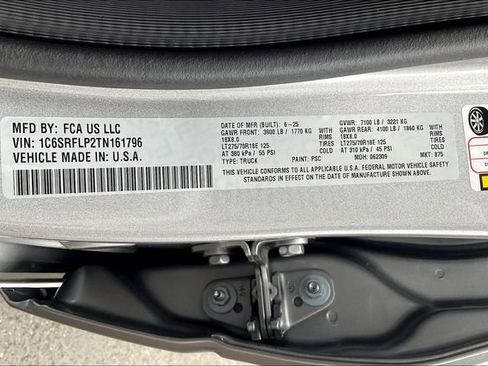 MFD BY: FCA US LLC
VIN: 1C6SRFLP2TN161796
VEHICLE MADE IN U.S.A.
DATE OF MFR (BUILT): 6-25 GVWR: 7100 LB / 3221 KG
GAWR FRONT: 3900 LB / 1770 KG WITH GAWR REAR: 4100 LB / 1860 KG WITH
18X8.0 RIMS 18X8.0 RIMS
LT275/70R18E 125 TIRES LT275/70R18E 125 TIRES
AT 380 kPa / 55 PSI COLD AT 310 kPa / 45 PSI COLD
TYPE: TRUCK PAINT: PSC MDH: 062309 MKT: 875
THIS VEHICLE CONFORMS TO ALL APPLICABLE U.S.A. FEDERAL MOTOR VEHICLE SAFETY
STANDARDS IN EFFECT ON THE DATE OF MANUFACTURE SHOWN ABOVE